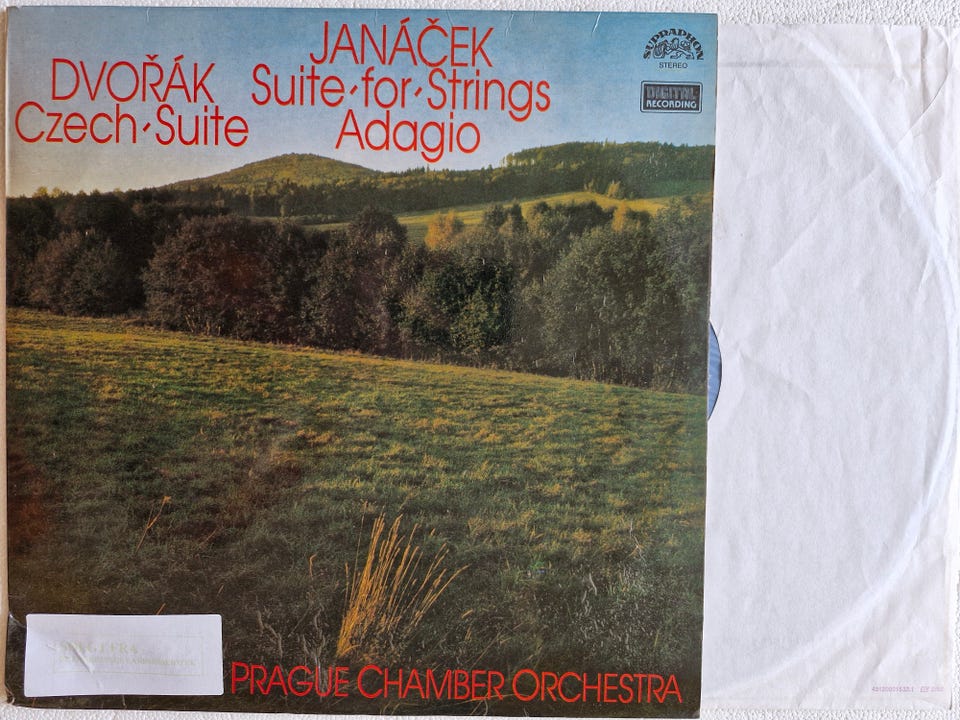 JANÁČEK
DVOŘÁK Suite·for·Strings
Czech·Suite Adagio
SUPRAPHON
STEREO
DIGITAL
RECORDING
PRAGUE CHAMBER ORCHESTRA